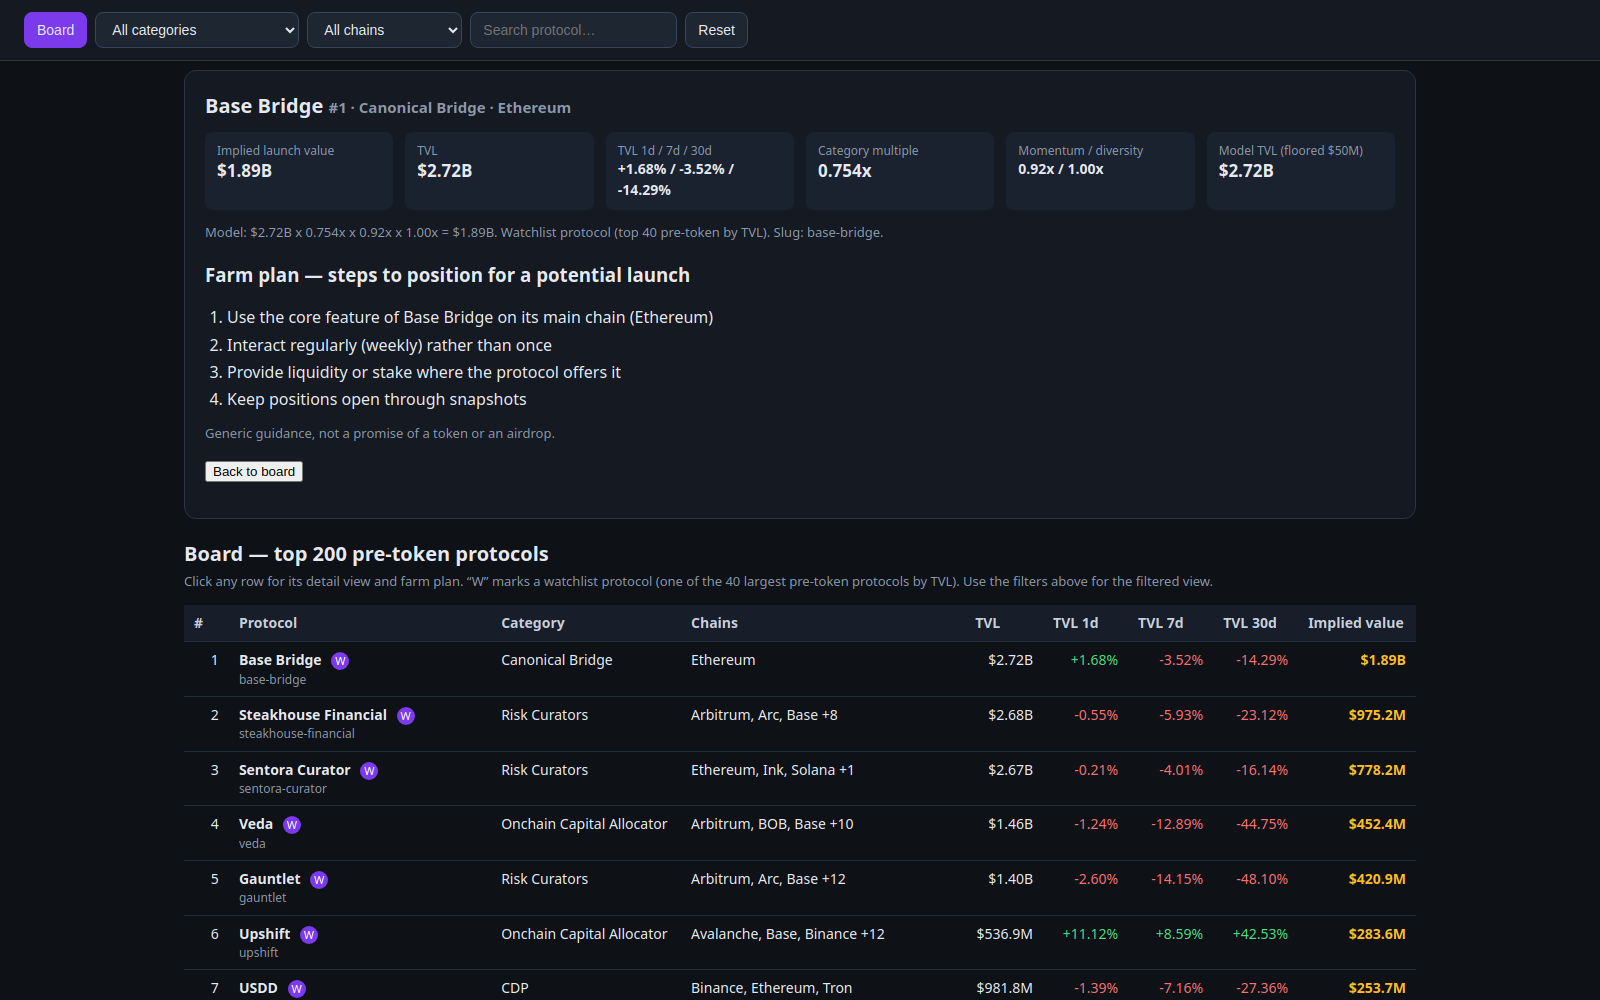 Board All categories All chains Search protocol… Reset
Base Bridge #1 · Canonical Bridge · Ethereum
Implied launch value TVL TVL 1d / 7d / 30d Category multiple Momentum / diversity Model TVL (floored $50M)
$1.89B $2.72B +1.68% / -3.52% / 0.754x 0.92x / 1.00x $2.72B
-14.29%
Model: $2.72B x 0.754x x 0.92x x 1.00x = $1.89B. Watchlist protocol (top 40 pre-token by TVL). Slug: base-bridge.
Farm plan — steps to position for a potential launch
1. Use the core feature of Base Bridge on its main chain (Ethereum)
2. Interact regularly (weekly) rather than once
3. Provide liquidity or stake where the protocol offers it
4. Keep positions open through snapshots
Generic guidance, not a promise of a token or an airdrop.
Back to board
Board — top 200 pre-token protocols
Click any row for its detail view and farm plan. “W” marks a watchlist protocol (one of the 40 largest pre-token protocols by TVL). Use the filters above for the filtered view.
# Protocol Category Chains TVL TVL 1d TVL 7d TVL 30d Implied value
1 Base Bridge W Canonical Bridge Ethereum $2.72B +1.68% -3.52% -14.29% $1.89B
base-bridge
2 Steakhouse Financial W Risk Curators Arbitrum, Arc, Base +8 $2.68B -0.55% -5.93% -23.12% $975.2M
steakhouse-financial
3 Sentora Curator W Risk Curators Ethereum, Ink, Solana +1 $2.67B -0.21% -4.01% -16.14% $778.2M
sentora-curator
4 Veda W Onchain Capital Allocator Arbitrum, BOB, Base +10 $1.46B -1.24% -12.89% -44.75% $452.4M
veda
5 Gauntlet W Risk Curators Arbitrum, Arc, Base +12 $1.40B -2.60% -14.15% -48.10% $420.9M
gauntlet
6 Upshift W Onchain Capital Allocator Avalanche, Base, Binance +12 $536.9M +11.12% +8.59% +42.53% $283.6M
upshift
7 USDD W CDP Binance, Ethereum, Tron $981.8M -1.39% -7.16% -27.36% $253.7M